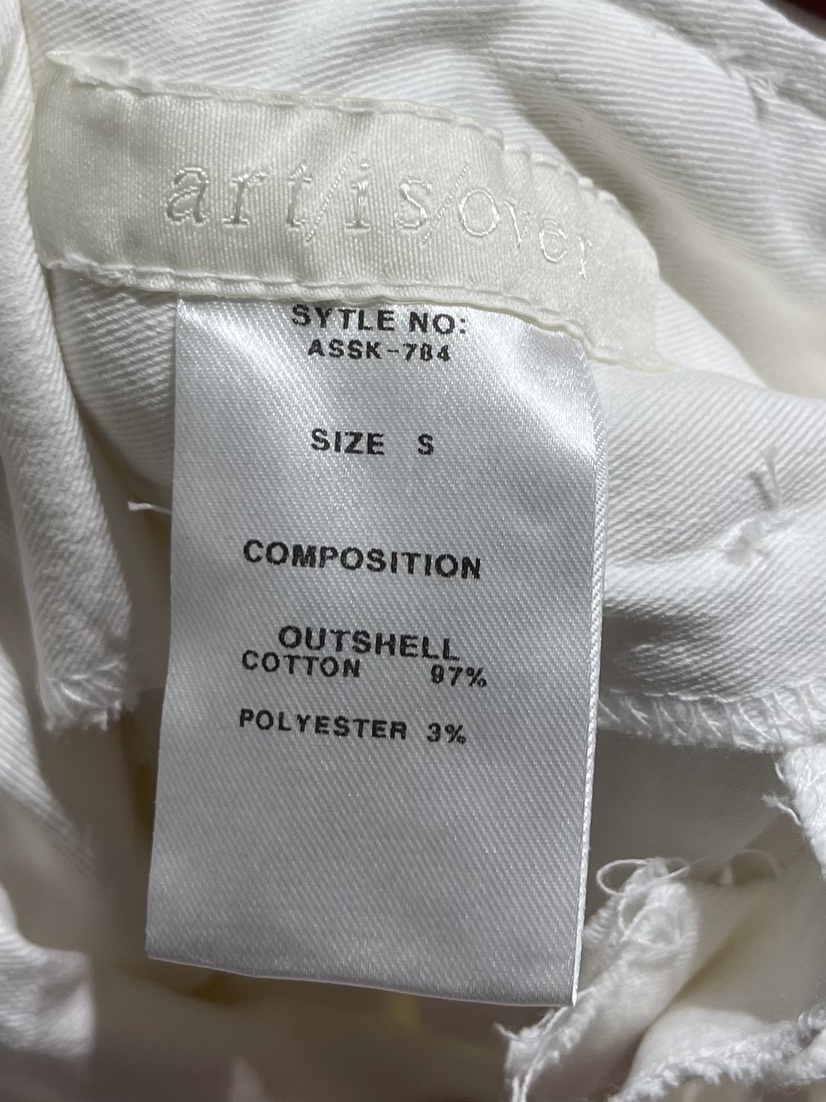 art/is/over
SYTLE NO:
ASSK-784
SIZE S
COMPOSITION
OUTSHELL
COTTON 97%
POLYESTER 3%